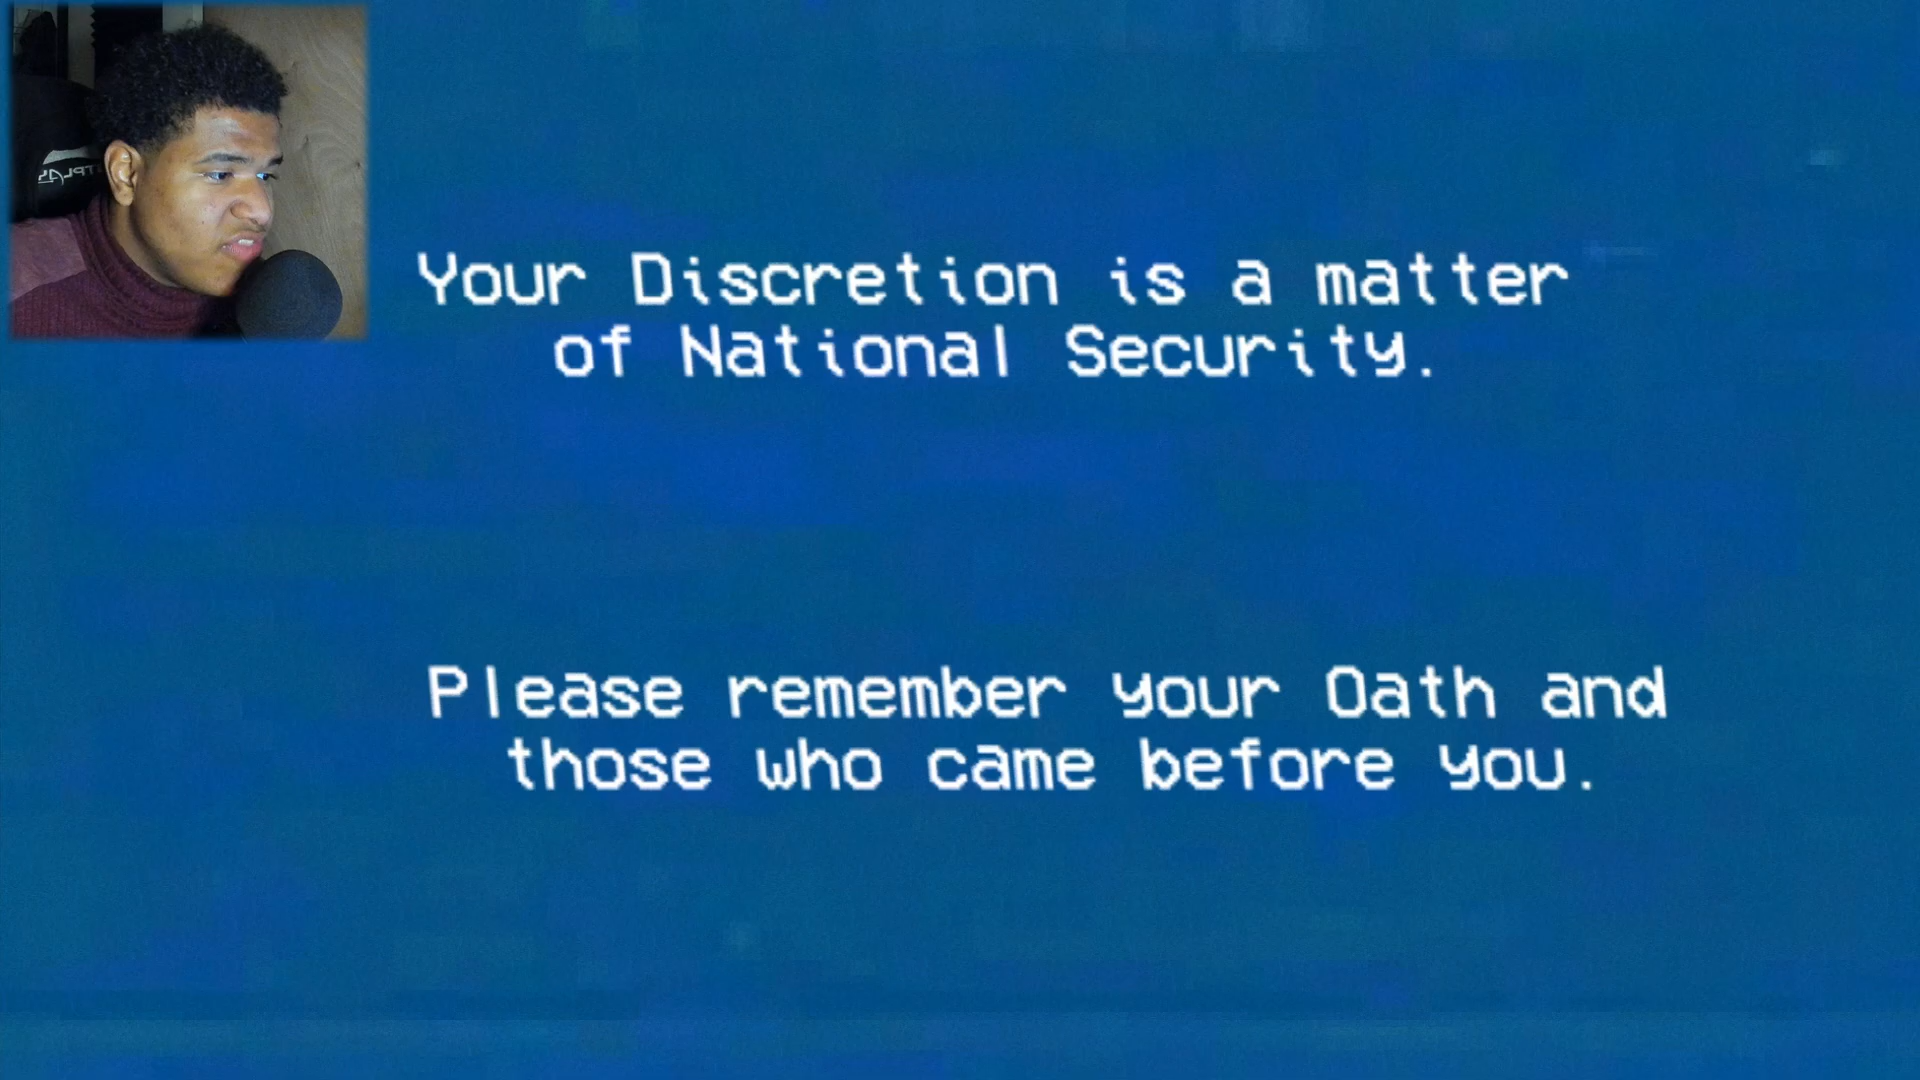 Your Discretion is a matter
of National Security.
Please remember your Oath and
those who came before you.